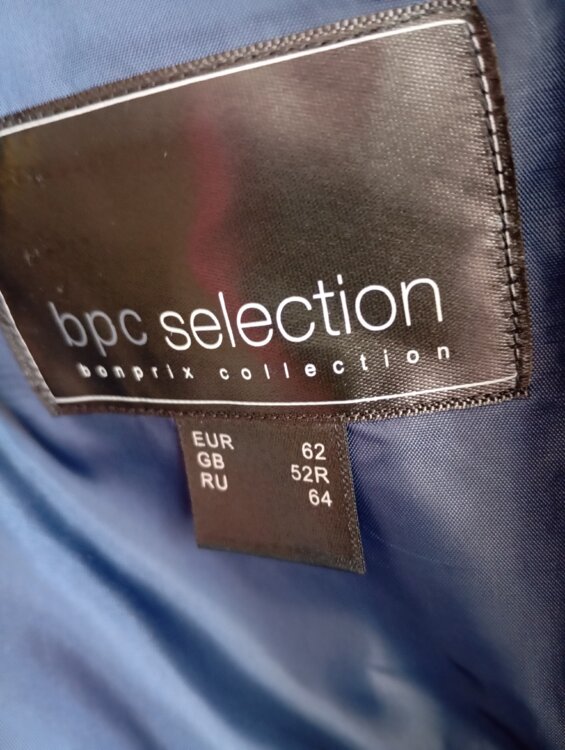 bpc selection
bonprix collection
EUR 62
GB 52R
RU 64